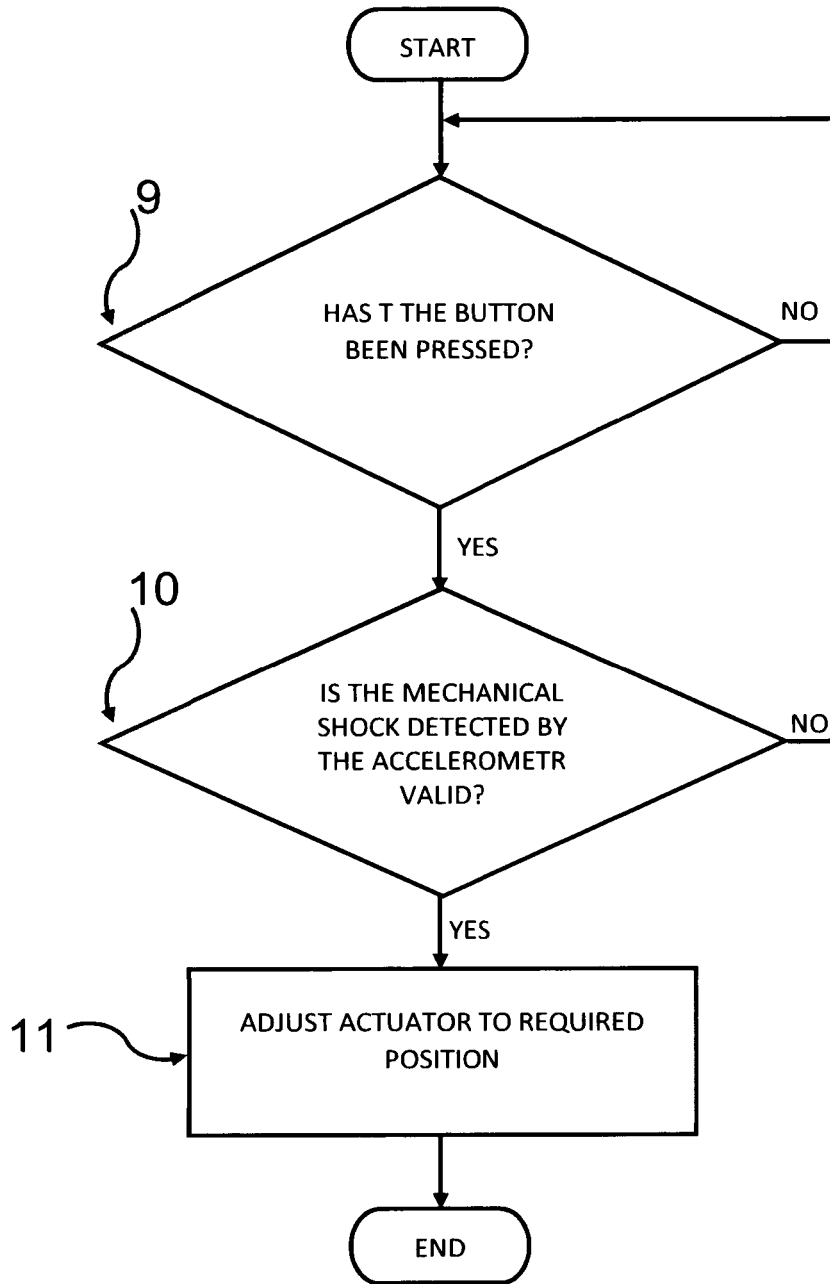 START
9
HAS T THE BUTTON
BEEN PRESSED?
NO
YES
10
IS THE MECHANICAL
SHOCK DETECTED BY
THE ACCELEROMETR
VALID?
NO
YES
11
ADJUST ACTUATOR TO REQUIRED
POSITION
END